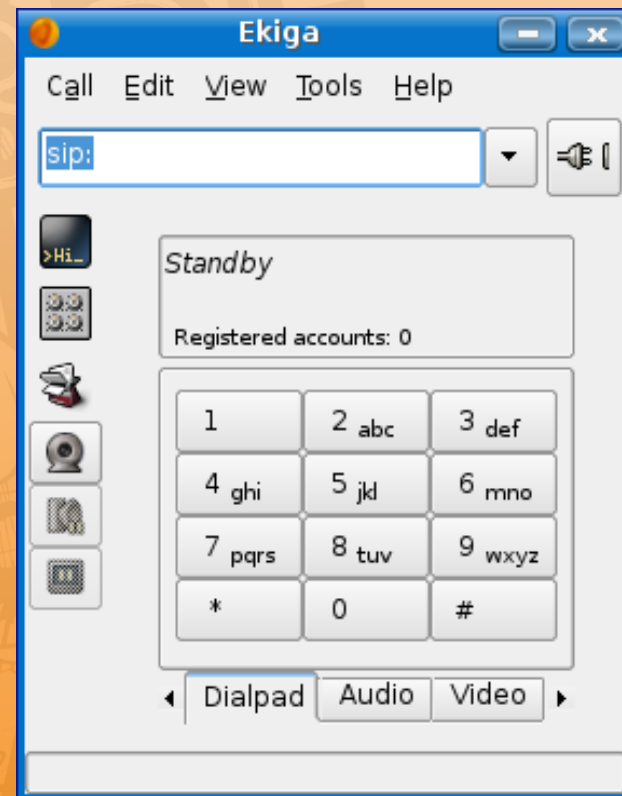 Ekiga
Call Edit View Tools Help
sip:
>Hi_
Standby
Registered accounts: 0
1 2 abc 3 def
4 ghi 5 jkl 6 mno
7 pqrs 8 tuv 9 wxyz
* 0 #
Dialpad Audio Video